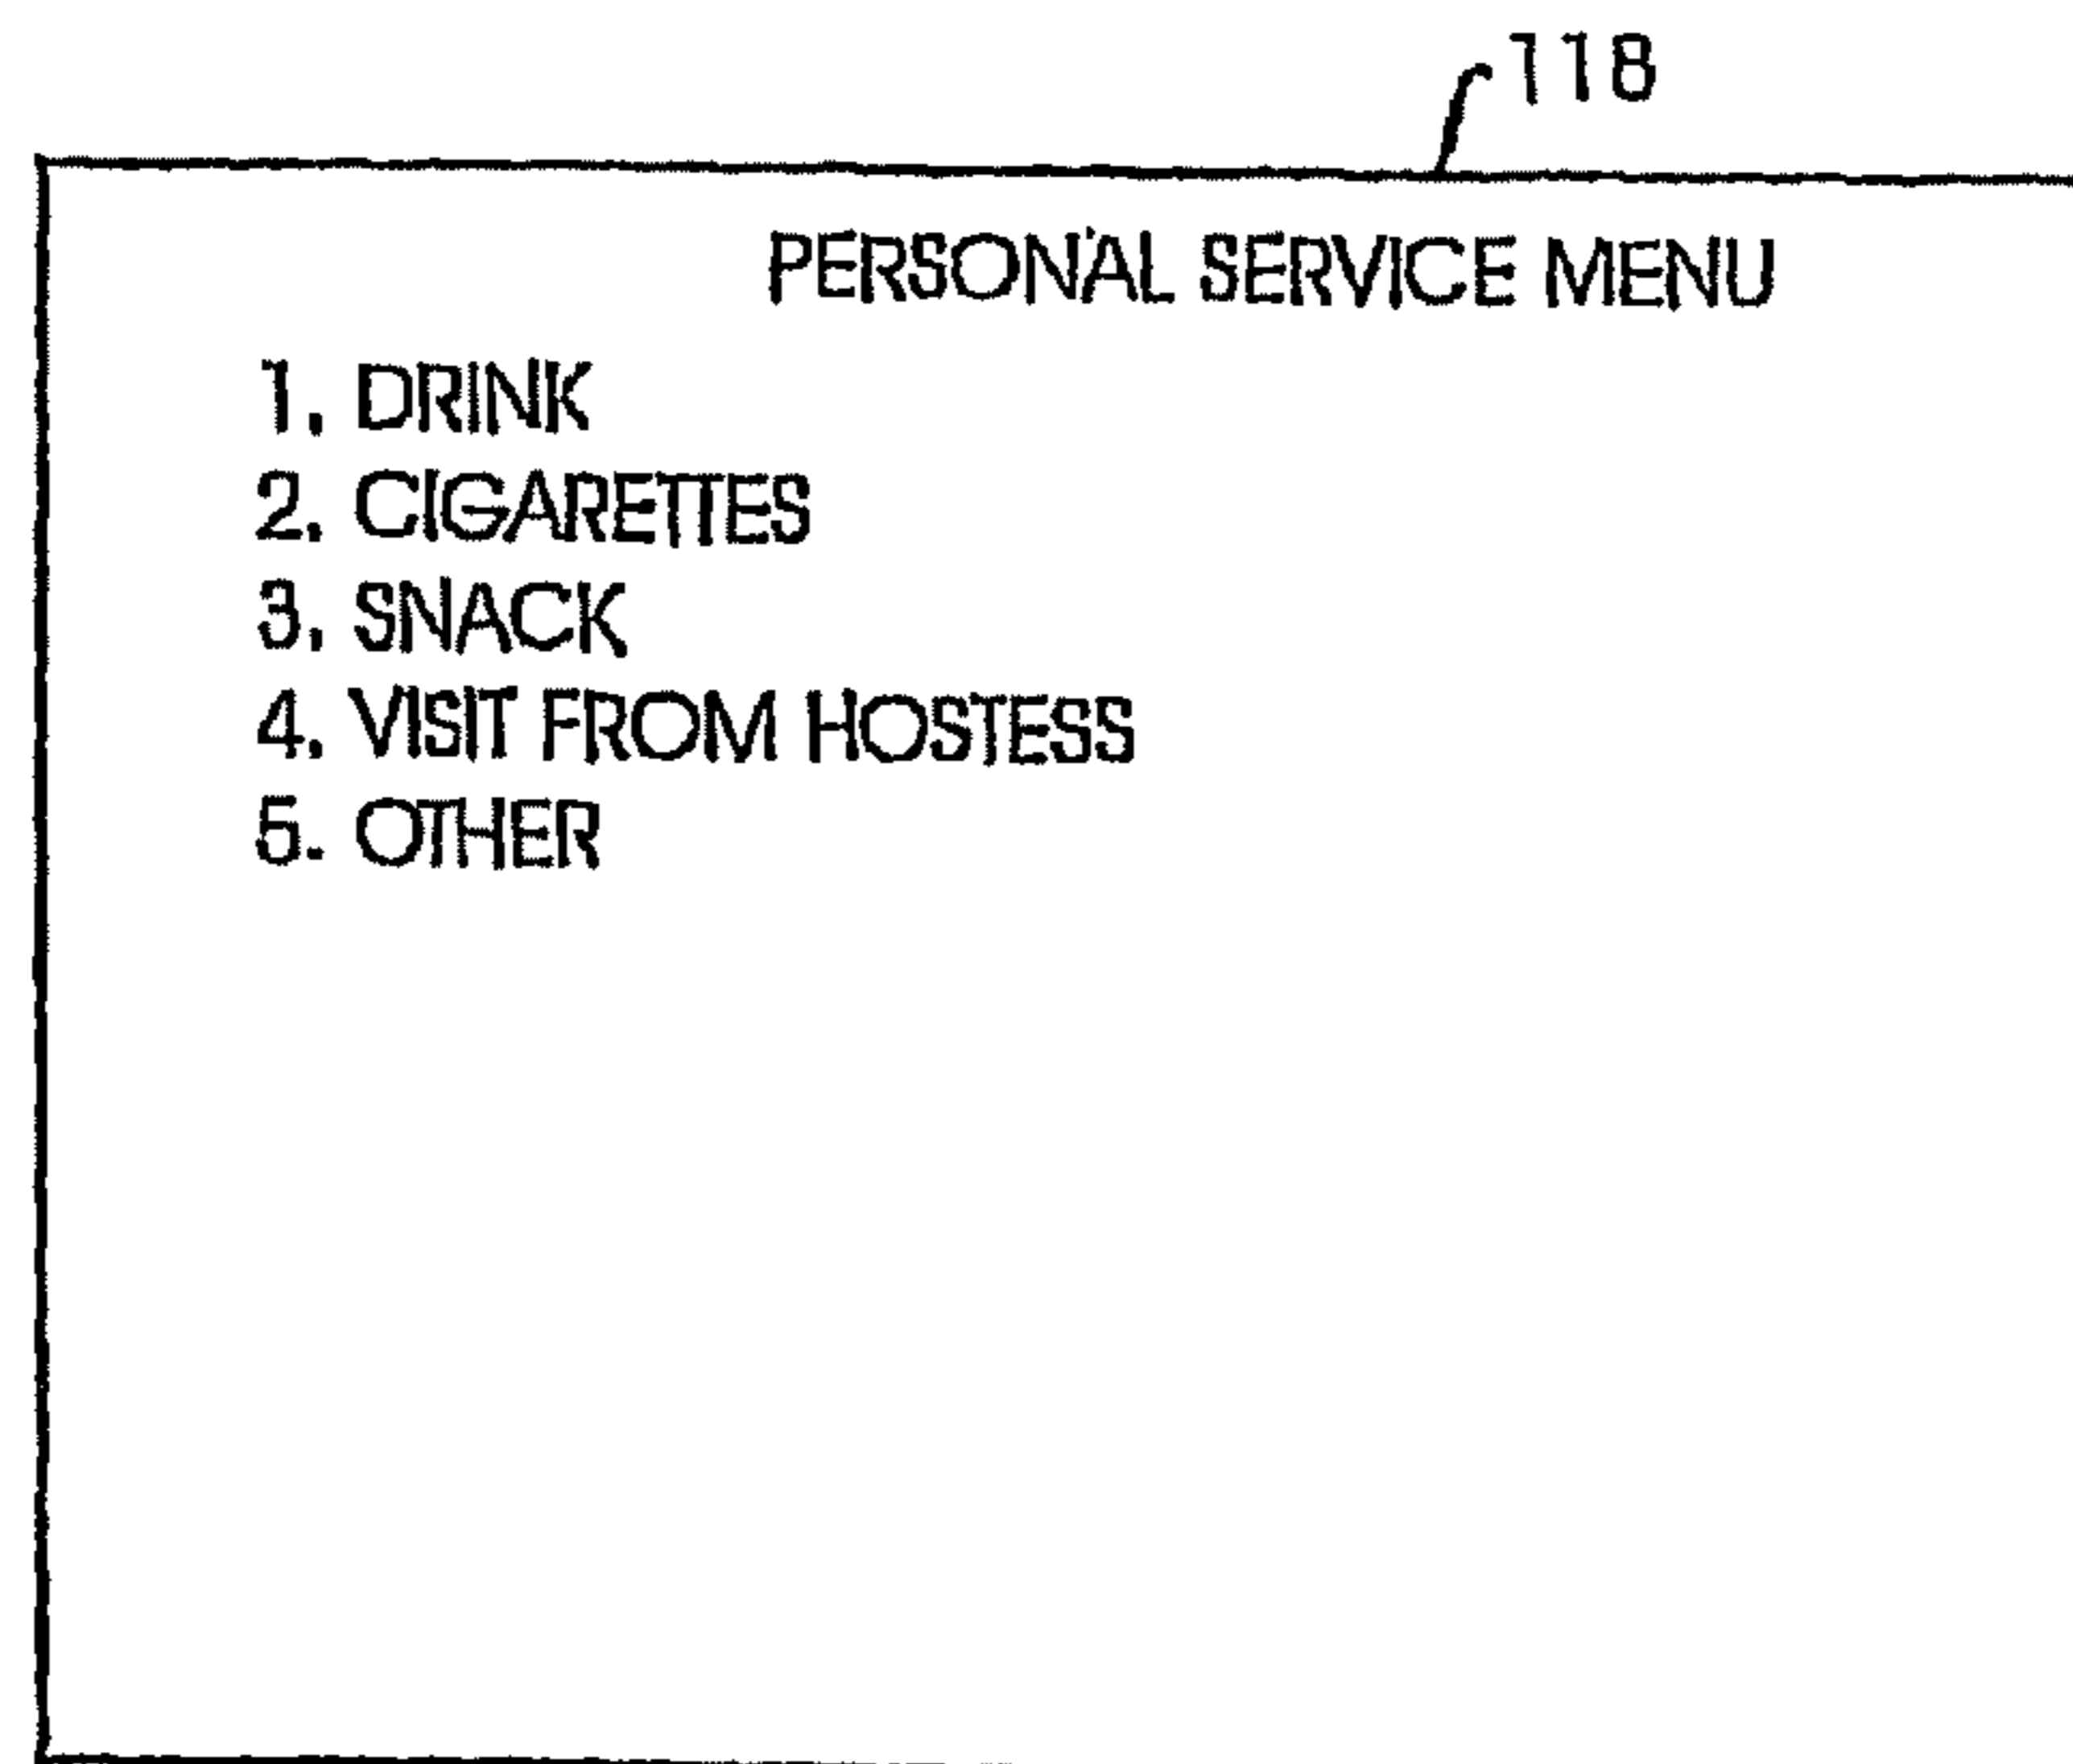 118
PERSONAL SERVICE MENU
1. DRINK
2. CIGARETTES
3. SNACK
4. VISIT FROM HOSTESS
5. OTHER